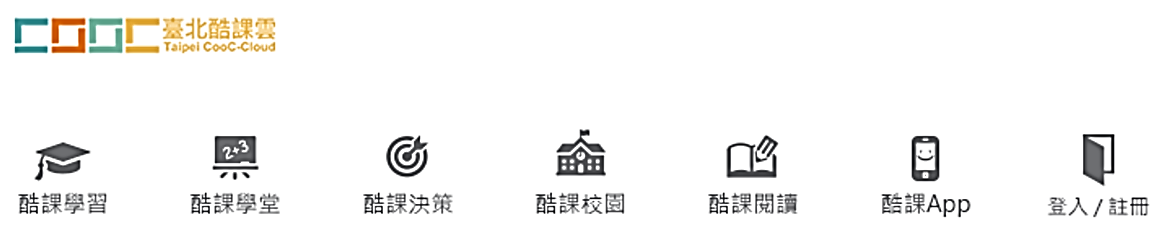 COOC 臺北酷課雲
Taipei CooC-Cloud
2+3
酷課學習
酷課學堂
酷課決策
酷課校園
酷課閱讀
酷課App
登入 / 註冊